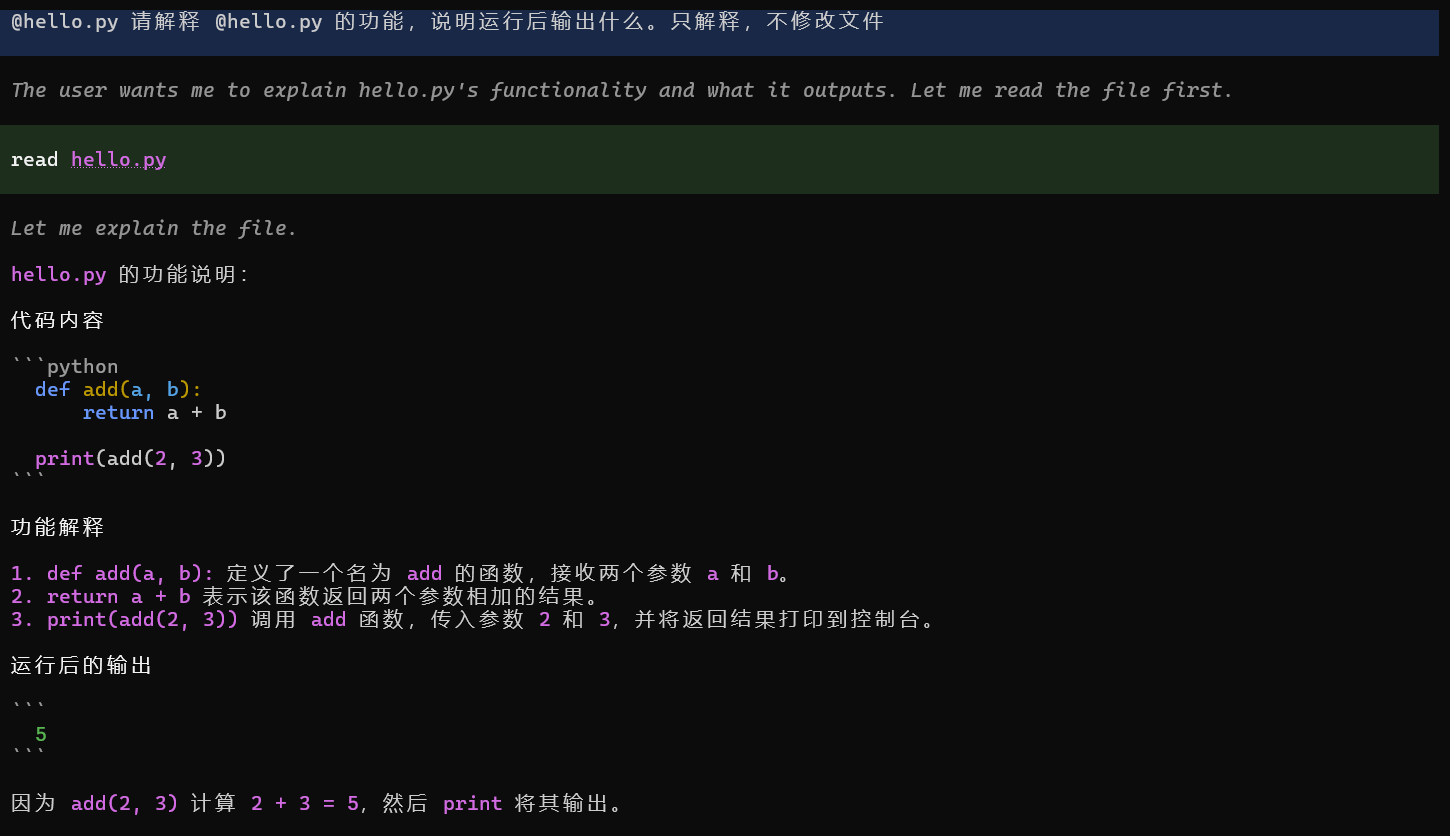 @hello.py 请解释 @hello.py 的功能，说明运行后输出什么。只解释，不修改文件
The user wants me to explain hello.py's functionality and what it outputs. Let me read the file first.
read hello.py
Let me explain the file.
hello.py 的功能说明：
代码内容
```python
  def add(a, b):
      return a + b
  print(add(2, 3))
```
功能解释
1. def add(a, b): 定义了一个名为 add 的函数，接收两个参数 a 和 b。
2. return a + b 表示该函数返回两个参数相加的结果。
3. print(add(2, 3)) 调用 add 函数，传入参数 2 和 3，并将返回结果打印到控制台。
运行后的输出
```
  5
```
因为 add(2, 3) 计算 2 + 3 = 5，然后 print 将其输出。